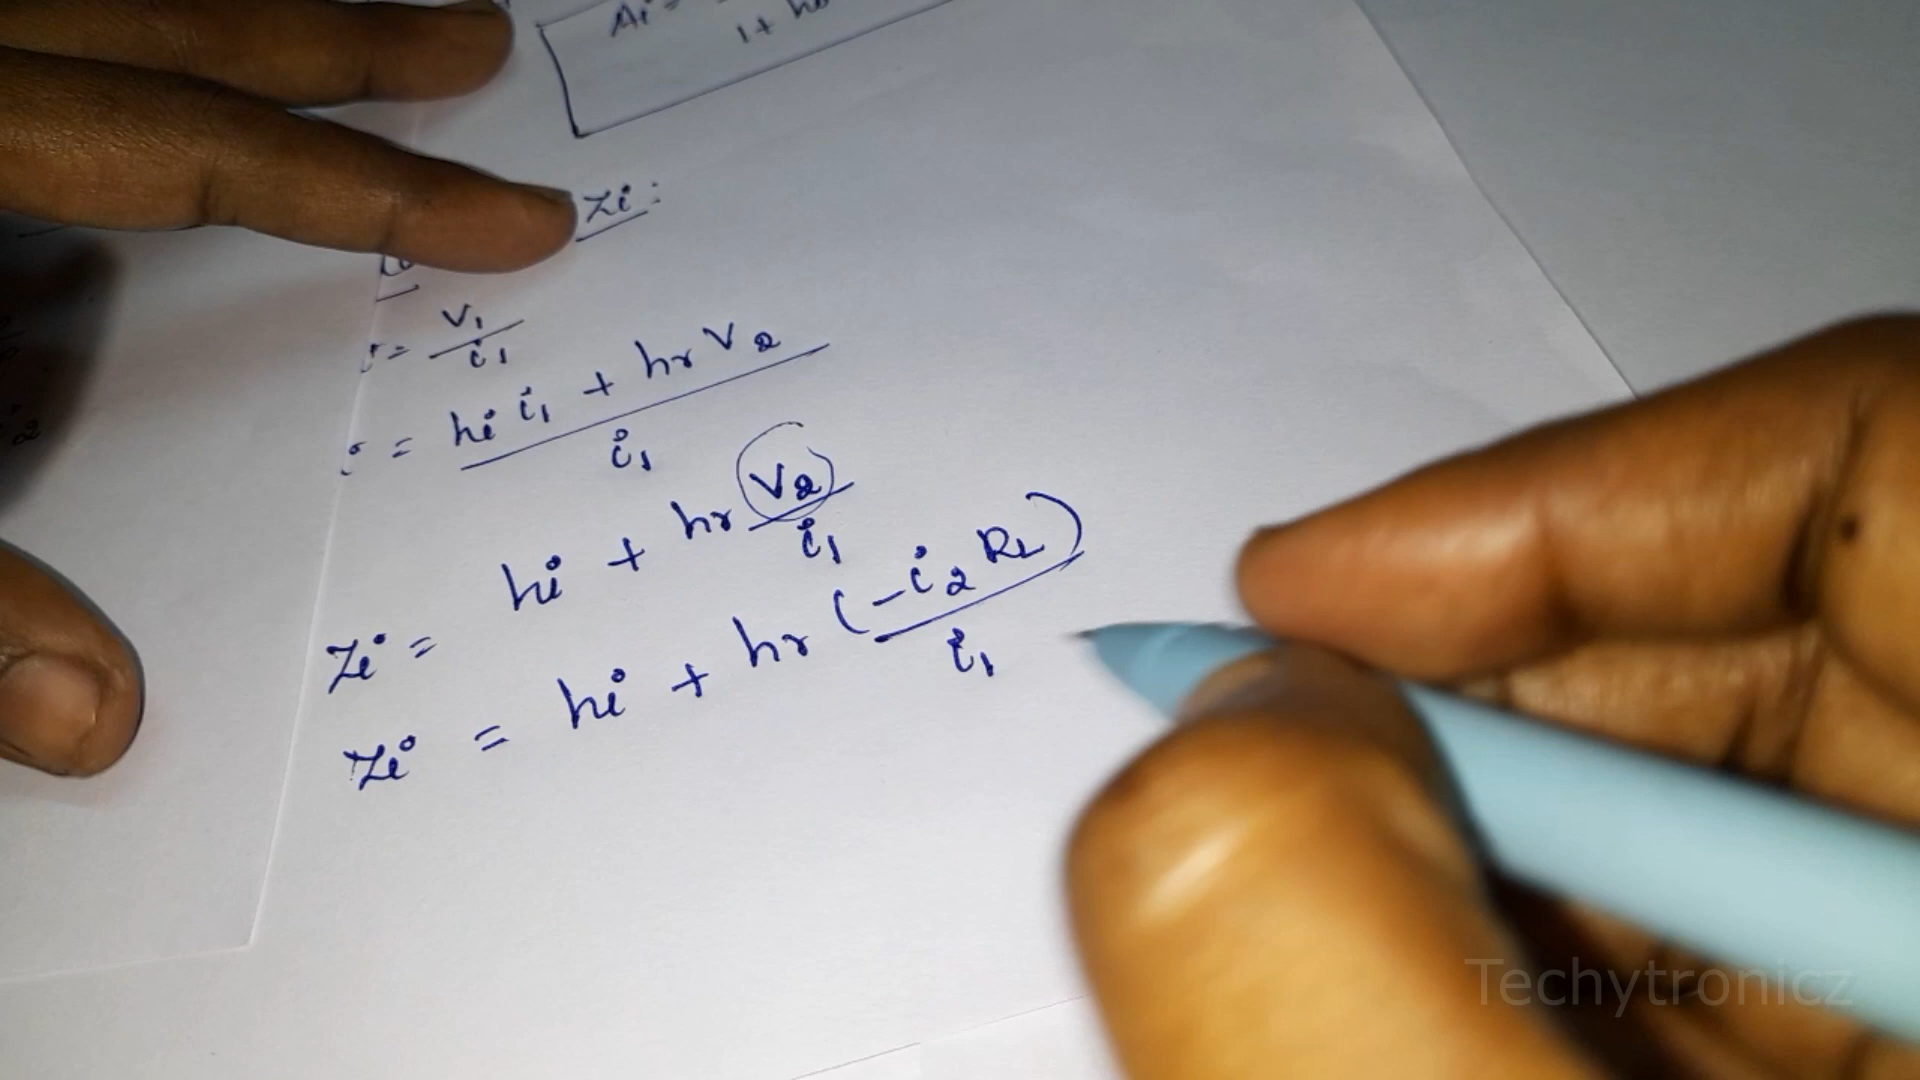 Ai =
1 + ho
Zi :
= V1 / i1
= hi i1 + hr V2 / i1
Zi = hi + hr V2 / i1
Zi = hi + hr (-i2 RL) / i1
Techytronicz